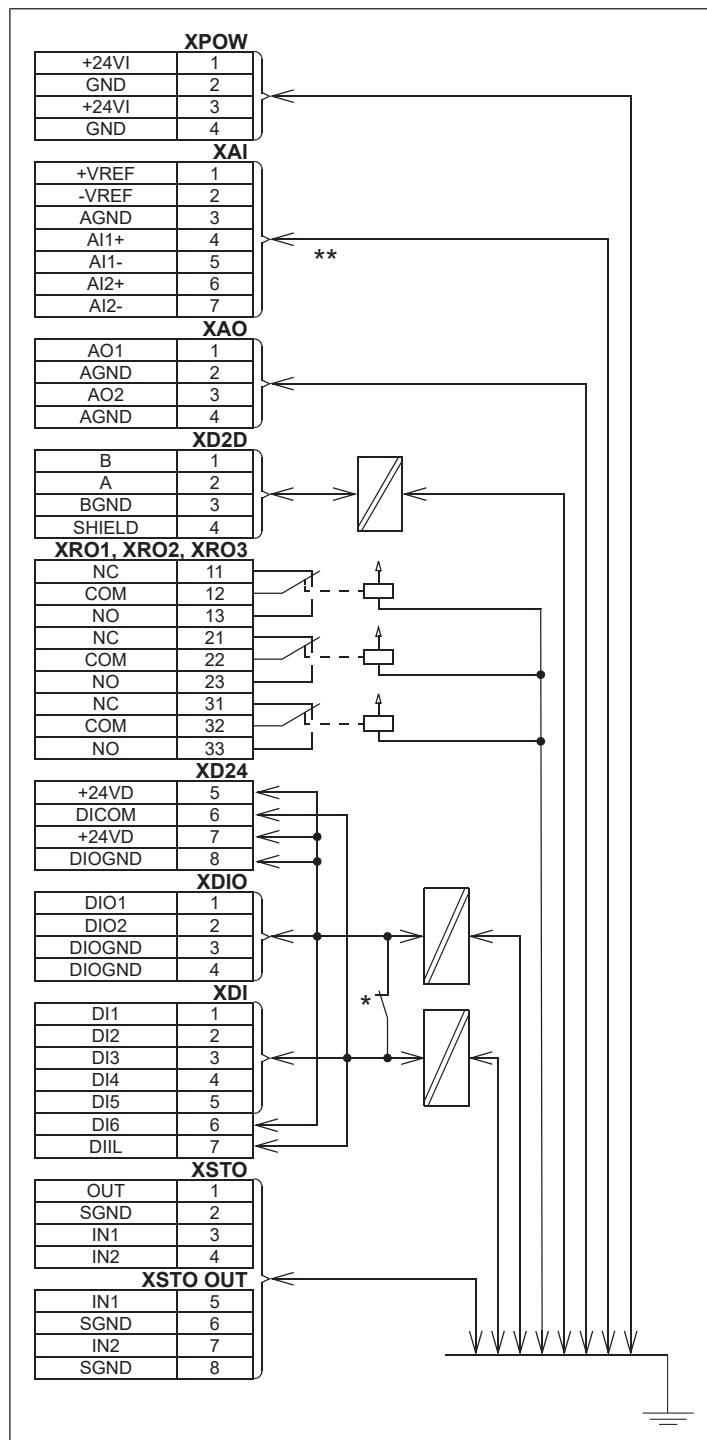 XPOW
+24VI 1
GND 2
+24VI 3
GND 4
XAI
+VREF 1
-VREF 2
AGND 3
AI1+ 4
**
AI1- 5
AI2+ 6
AI2- 7
XAO
AO1 1
AGND 2
AO2 3
AGND 4
XD2D
B 1
A 2
BGND 3
SHIELD 4
XRO1, XRO2, XRO3
NC 11
COM 12
NO 13
NC 21
COM 22
NO 23
NC 31
COM 32
NO 33
XD24
+24VD 5
DICOM 6
+24VD 7
DIOGND 8
XDIO
DIO1 1
DIO2 2
DIOGND 3
DIOGND 4
XDI
*
DI1 1
DI2 2
DI3 3
DI4 4
DI5 5
DI6 6
DIIL 7
XSTO
OUT 1
SGND 2
IN1 3
IN2 4
XSTO OUT
IN1 5
SGND 6
IN2 7
SGND 8